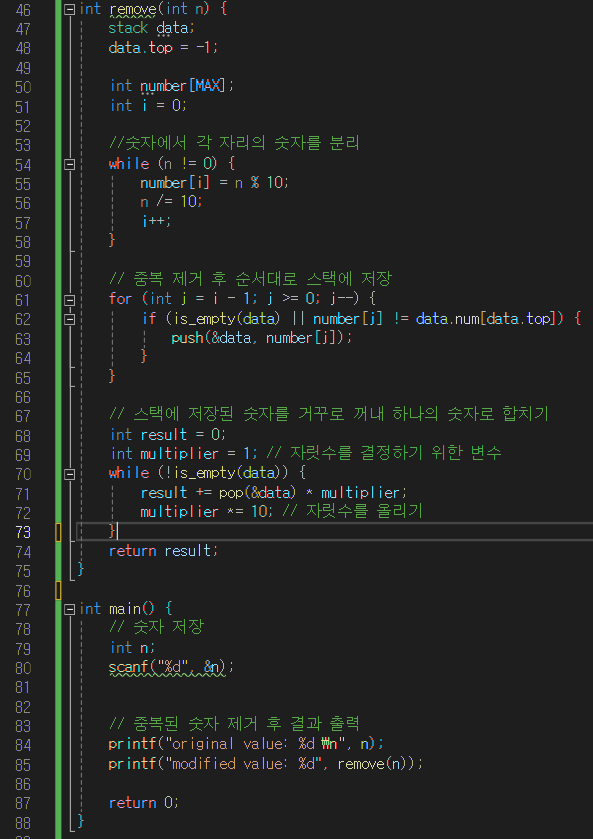 46 int remove(int n) {
47 stack data;
48 data.top = -1;
49
50 int number[MAX];
51 int i = 0;
52
53 //숫자에서 각 자리의 숫자를 분리
54 while (n != 0) {
55 number[i] = n % 10;
56 n /= 10;
57 i++;
58 }
59
60 // 중복 제거 후 순서대로 스택에 저장
61 for (int j = i - 1; j >= 0; j--) {
62 if (is_empty(data) || number[j] != data.num[data.top]) {
63 push(&data, number[j]);
64 }
65 }
66
67 // 스택에 저장된 숫자를 거꾸로 꺼내 하나의 숫자로 합치기
68 int result = 0;
69 int multiplier = 1; // 자릿수를 결정하기 위한 변수
70 while (!is_empty(data)) {
71 result += pop(&data) * multiplier;
72 multiplier *= 10; // 자릿수를 올리기
73 }
74 return result;
75 }
76
77 int main() {
78 // 숫자 저장
79 int n;
80 scanf("%d", &n);
81
82
83 // 중복된 숫자 제거 후 결과 출력
84 printf("original value: %d ₩n", n);
85 printf("modified value: %d", remove(n));
86
87 return 0;
88 }